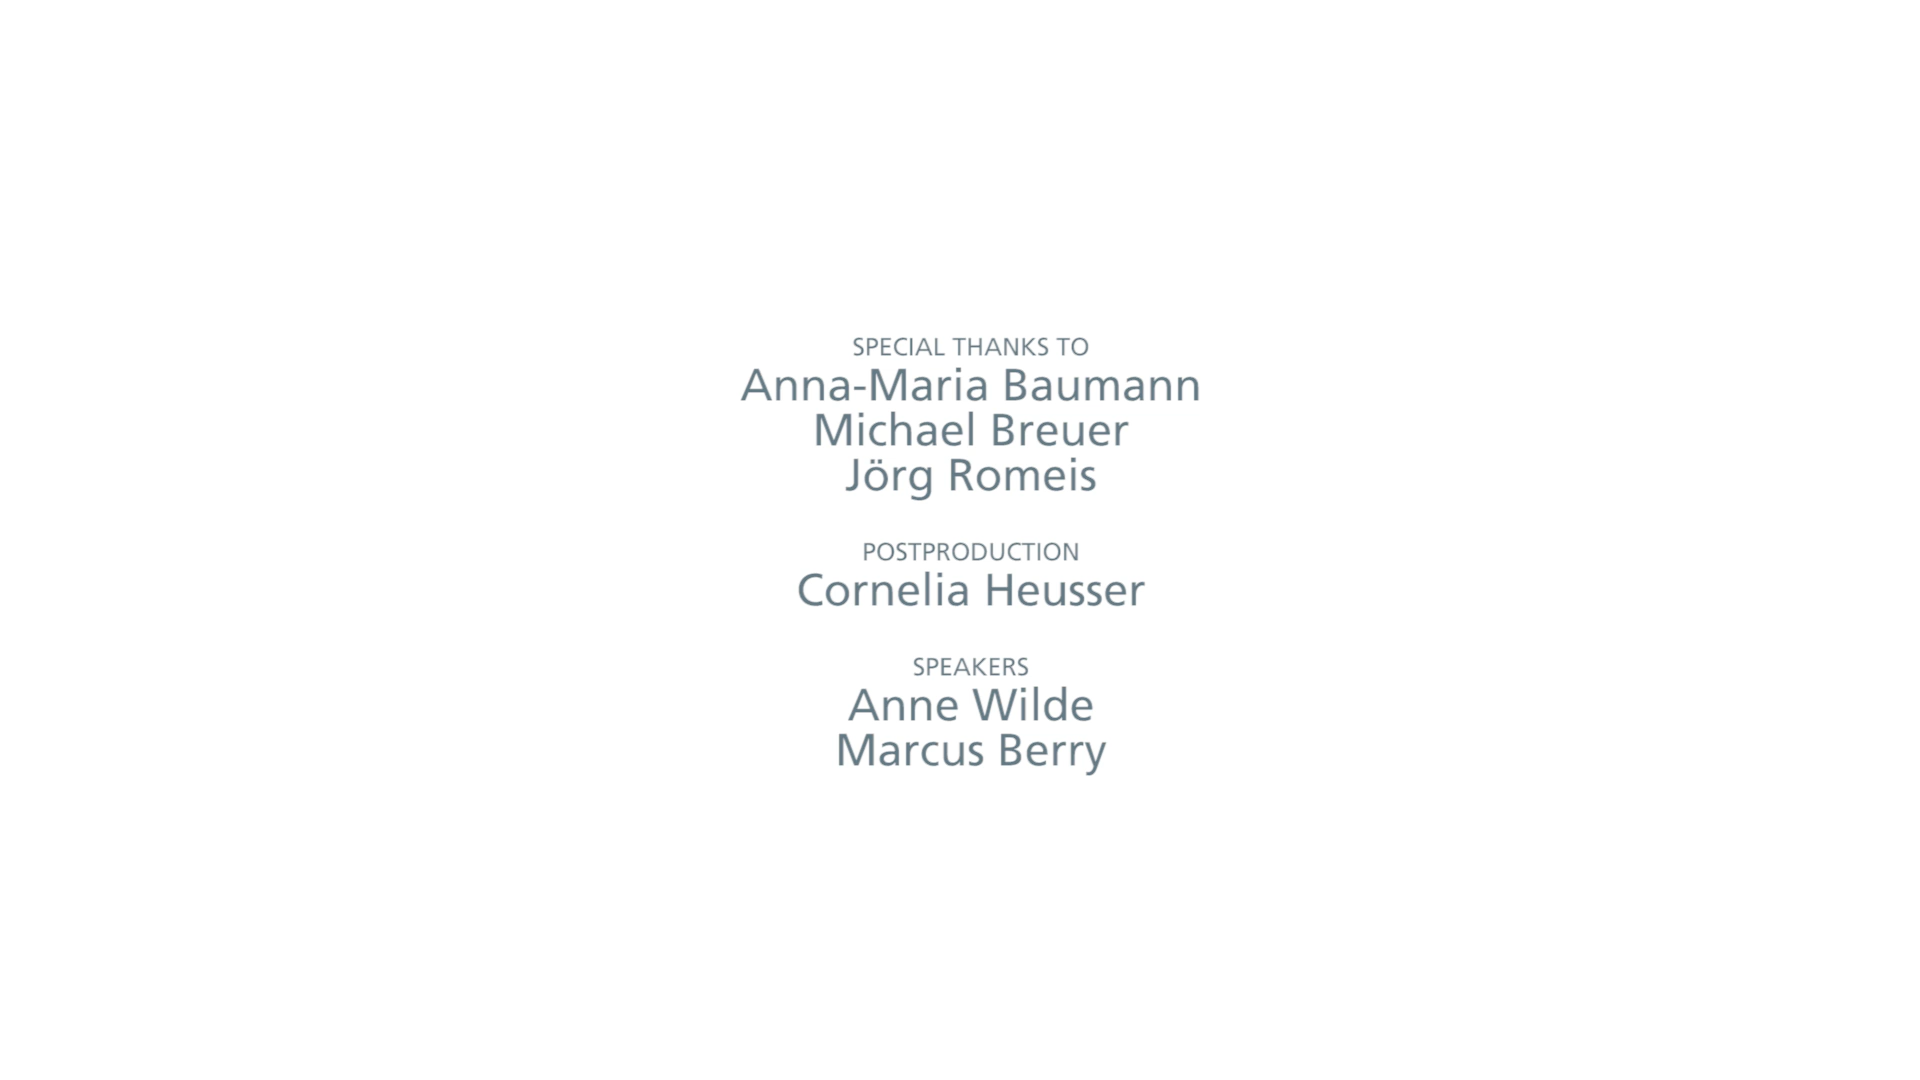 SPECIAL THANKS TO
Anna-Maria Baumann
Michael Breuer
Jörg Romeis
POSTPRODUCTION
Cornelia Heusser
SPEAKERS
Anne Wilde
Marcus Berry